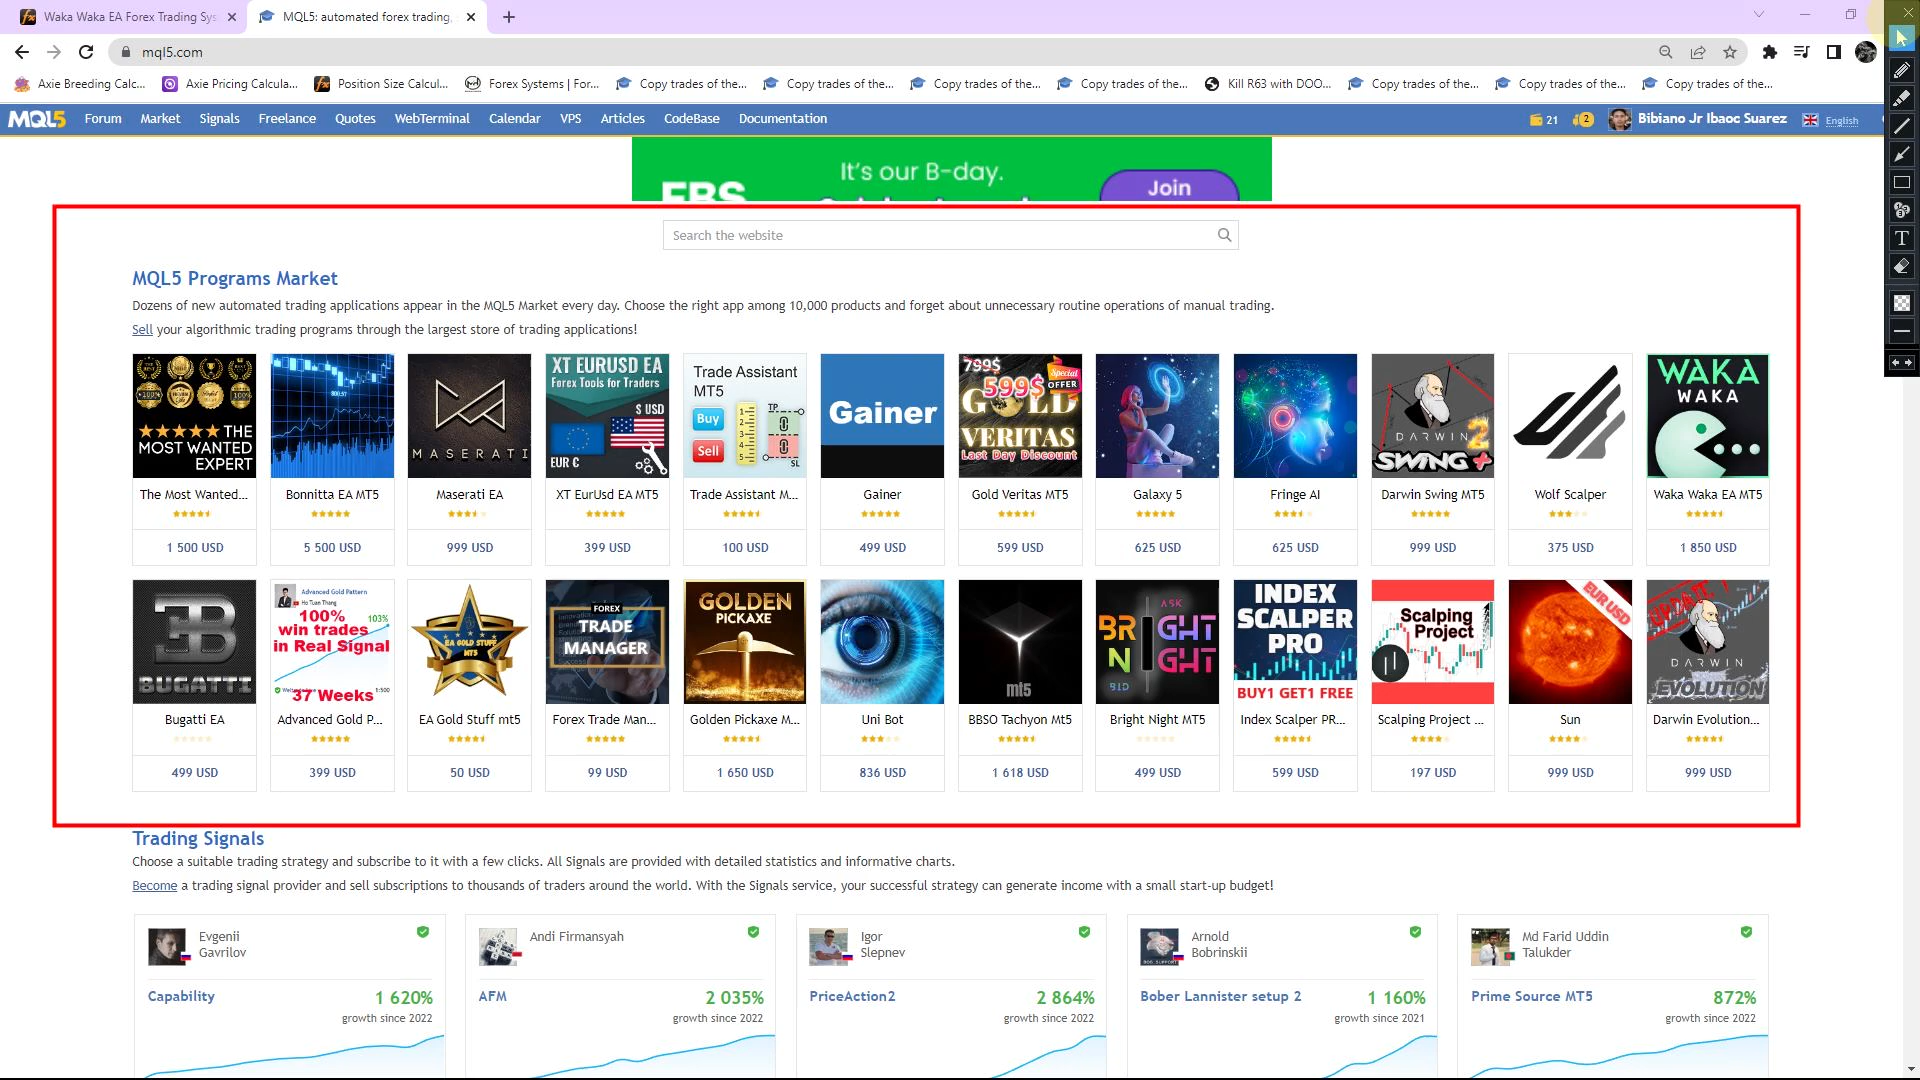 Waka Waka EA Forex Trading Sys
MQL5: automated forex trading,
mql5.com
Axie Breeding Calc...
Axie Pricing Calcula...
Position Size Calcul...
Forex Systems | For...
Copy trades of the...
Copy trades of the...
Copy trades of the...
Copy trades of the...
Kill R63 with DOO...
Copy trades of the...
Copy trades of the...
Copy trades of the...
MQL5
Forum
Market
Signals
Freelance
Quotes
WebTerminal
Calendar
VPS
Articles
CodeBase
Documentation
21
2
Bibiano Jr Ibaoc Suarez
English
It's our B-day.
Join
FBS
Search the website
MQL5 Programs Market
Dozens of new automated trading applications appear in the MQL5 Market every day. Choose the right app among 10,000 products and forget about unnecessary routine operations of manual trading.
Sell your algorithmic trading programs through the largest store of trading applications!
THE
MOST WANTED
EXPERT
The Most Wanted...
1 500 USD
Bonnitta EA MT5
5 500 USD
MASERATI
Maserati EA
999 USD
XT EURUSD EA
Forex Tools for Traders
$ USD
EUR €
XT EurUsd EA MT5
399 USD
Trade Assistant
MT5
Buy
Sell
TP
SL
Trade Assistant M...
100 USD
Gainer
Gainer
499 USD
799$
Special
OFFER
599$
GOLD
VERITAS
Last Day Discount
Gold Veritas MT5
599 USD
Galaxy 5
625 USD
Fringe AI
625 USD
DARWIN 2
SWING+
Darwin Swing MT5
999 USD
Wolf Scalper
375 USD
WAKA
WAKA
Waka Waka EA MT5
1 850 USD
BUGATTI
Bugatti EA
499 USD
Advanced Gold Pattern
Ho Tuan Thang
103%
100%
win trades
in Real Signal
37 Weeks
1:500
Advanced Gold P...
399 USD
EA GOLD STUFF
MT5
EA Gold Stuff mt5
50 USD
FOREX
TRADE
MANAGER
Forex Trade Man...
99 USD
GOLDEN
PICKAXE
Golden Pickaxe M...
1 650 USD
Uni Bot
836 USD
mt5
BBSO Tachyon Mt5
1 618 USD
ASK
BRIGHT
NIGHT
BID
Bright Night MT5
499 USD
INDEX
SCALPER
PRO
BUY1 GET1 FREE
Index Scalper PR...
599 USD
Scalping
Project
Scalping Project ...
197 USD
EUR USD
Sun
999 USD
DARWIN
EVOLUTION
Darwin Evolution...
999 USD
Trading Signals
Choose a suitable trading strategy and subscribe to it with a few clicks. All Signals are provided with detailed statistics and informative charts.
Become a trading signal provider and sell subscriptions to thousands of traders around the world. With the Signals service, your successful strategy can generate income with a small start-up budget!
Evgenii
Gavrilov
Capability
1 620%
growth since 2022
Andi Firmansyah
AFM
2 035%
growth since 2022
Igor
Slepnev
PriceAction2
2 864%
growth since 2022
Arnold
Bobrinskii
Bober Lannister setup 2
1 160%
growth since 2021
Md Farid Uddin
Talukder
Prime Source MT5
872%
growth since 2022